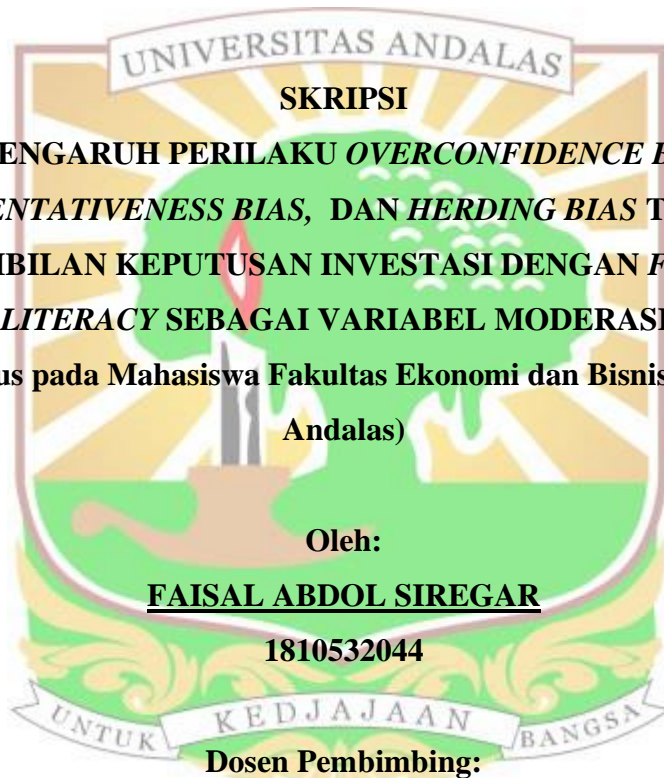 UNIVERSITAS ANDALAS
SKRIPSI
ENGARUH PERILAKU OVERCONFIDENCE
ENTATIVENESS BIAS, DAN HERDING BIAS T
BILAN KEPUTUSAN INVESTASI DENGAN F
LITERACY SEBAGAI VARIABEL MODERASI
us pada Mahasiswa Fakultas Ekonomi dan Bisnis
Andalas)
Oleh:
FAISAL ABDOL SIREGAR
1810532044
UNTUK KEDJAJAAN BANGSA
Dosen Pembimbing: